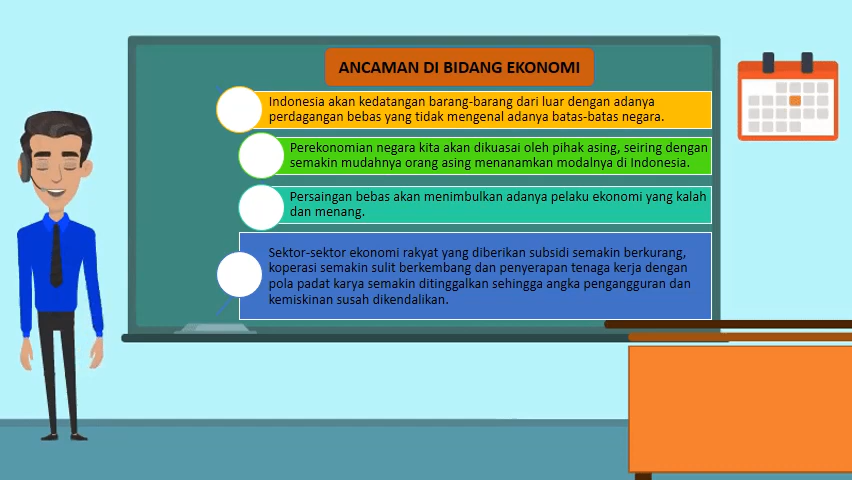 ANCAMAN DI BIDANG EKONOMI
Indonesia akan kedatangan barang-barang dari luar dengan adanya
perdagangan bebas yang tidak mengenal adanya batas-batas negara.
Perekonomian negara kita akan dikuasai oleh pihak asing, seiring dengan
semakin mudahnya orang asing menanamkan modalnya di Indonesia.
Persaingan bebas akan menimbulkan adanya pelaku ekonomi yang kalah
dan menang.
Sektor-sektor ekonomi rakyat yang diberikan subsidi semakin berkurang,
koperasi semakin sulit berkembang dan penyerapan tenaga kerja dengan
pola padat karya semakin ditinggalkan sehingga angka pengangguran dan
kemiskinan susah dikendalikan.